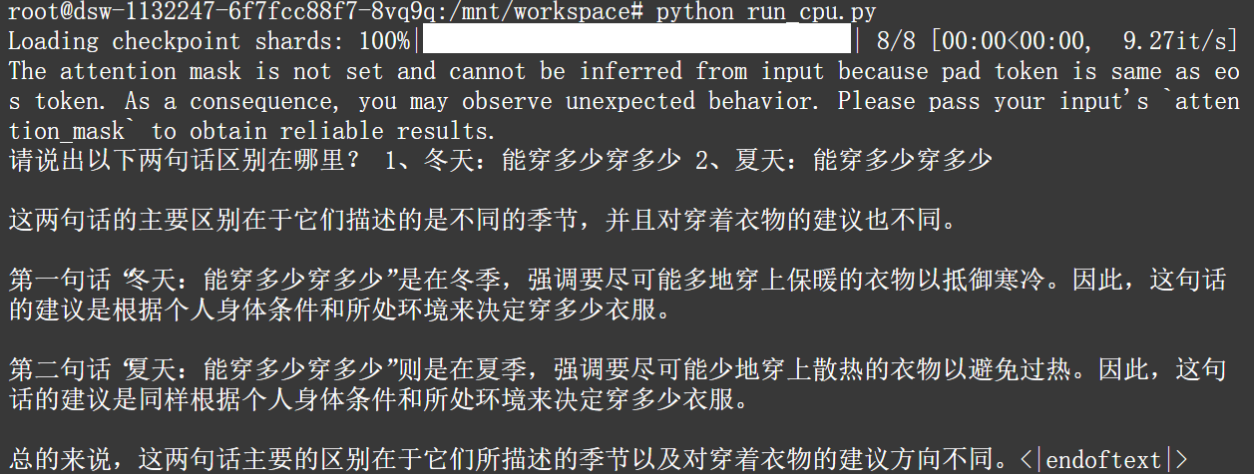 root@dsw-1132247-6f7fcc88f7-8vq9q:/mnt/workspace# python run_cpu.py
Loading checkpoint shards: 100%|██████████| 8/8 [00:00<00:00,  9.27it/s]
The attention mask is not set and cannot be inferred from input because pad token is same as eo
s token. As a consequence, you may observe unexpected behavior. Please pass your input's `atten
tion_mask` to obtain reliable results.
请说出以下两句话区别在哪里？ 1、冬天：能穿多少穿多少 2、夏天：能穿多少穿多少
这两句话的主要区别在于它们描述的是不同的季节，并且对穿着衣物的建议也不同。
第一句话“冬天：能穿多少穿多少”是在冬季，强调要尽可能多地穿上保暖的衣物以抵御寒冷。因此，这句话
的建议是根据个人身体条件和所处环境来决定穿多少衣服。
第二句话“夏天：能穿多少穿多少”则是在夏季，强调要尽可能少地穿上散热的衣物以避免过热。因此，这句
话的建议是同样根据个人身体条件和所处环境来决定穿多少衣服。
总的来说，这两句话主要的区别在于它们所描述的季节以及对穿着衣物的建议方向不同。<|endoftext|>